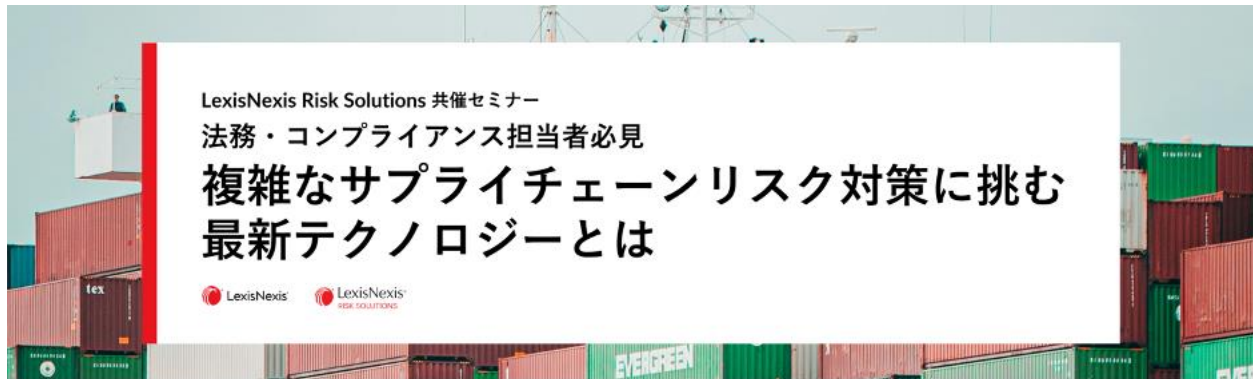 LexisNexis Risk Solutions 共催セミナー
法務・コンプライアンス担当者必見
複雑なサプライチェーンリスク対策に挑む
最新テクノロジーとは
LexisNexis
LexisNexis
RISK SOLUTIONS
tex
EVERGREEN